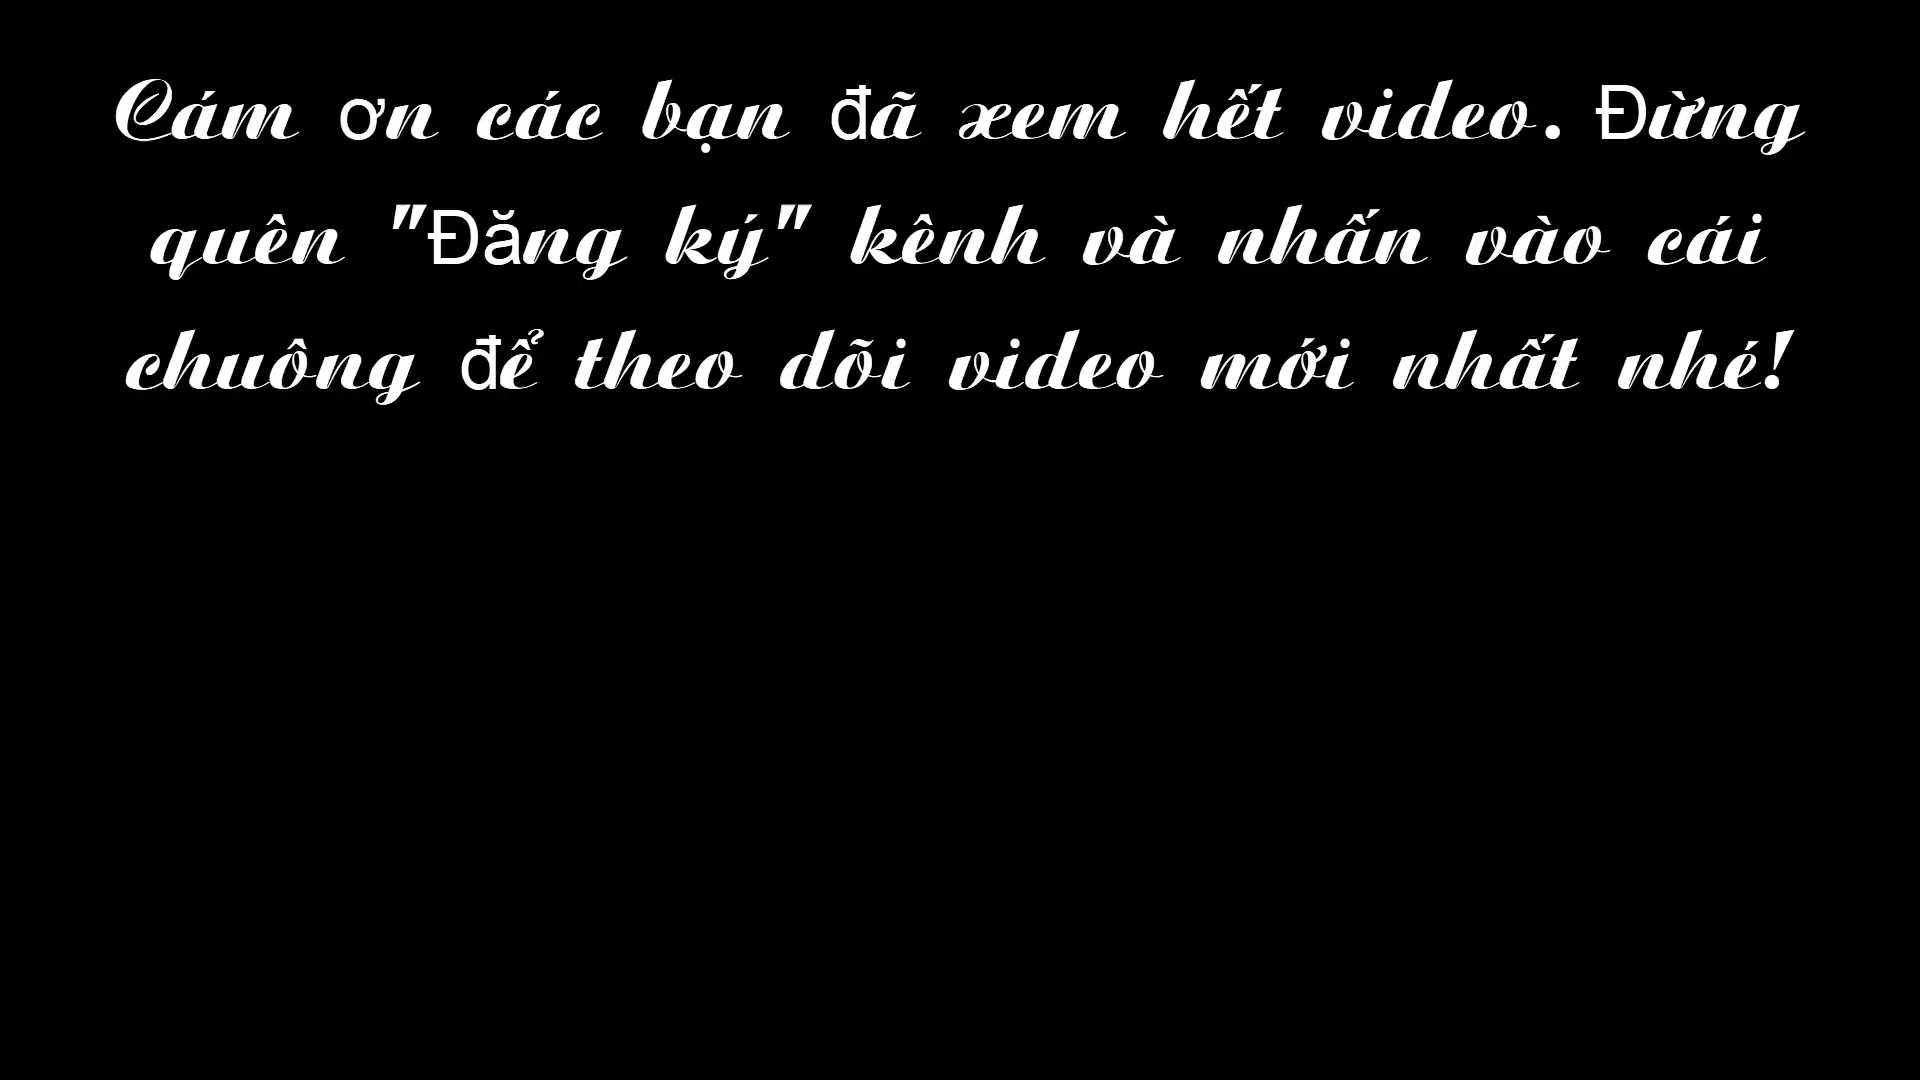 Cám ơn các bạn đã xem hết video. Đừng
quên "Đăng ký" kênh và nhấn vào cái
chuông để theo dõi video mới nhất nhé!